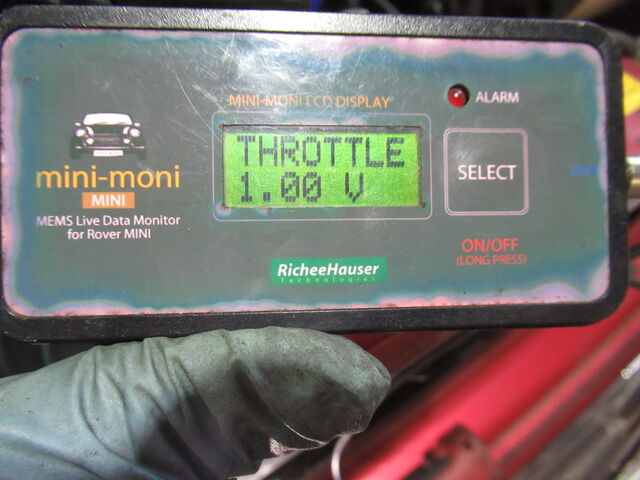 MINI-MONI LCD DISPLAY
ALARM
THROTTLE
1.00 V
SELECT
mini-moni
MINI
MEMS Live Data Monitor
for Rover MINI
ON/OFF
(LONG PRESS)
RicheeHauser
Technologies